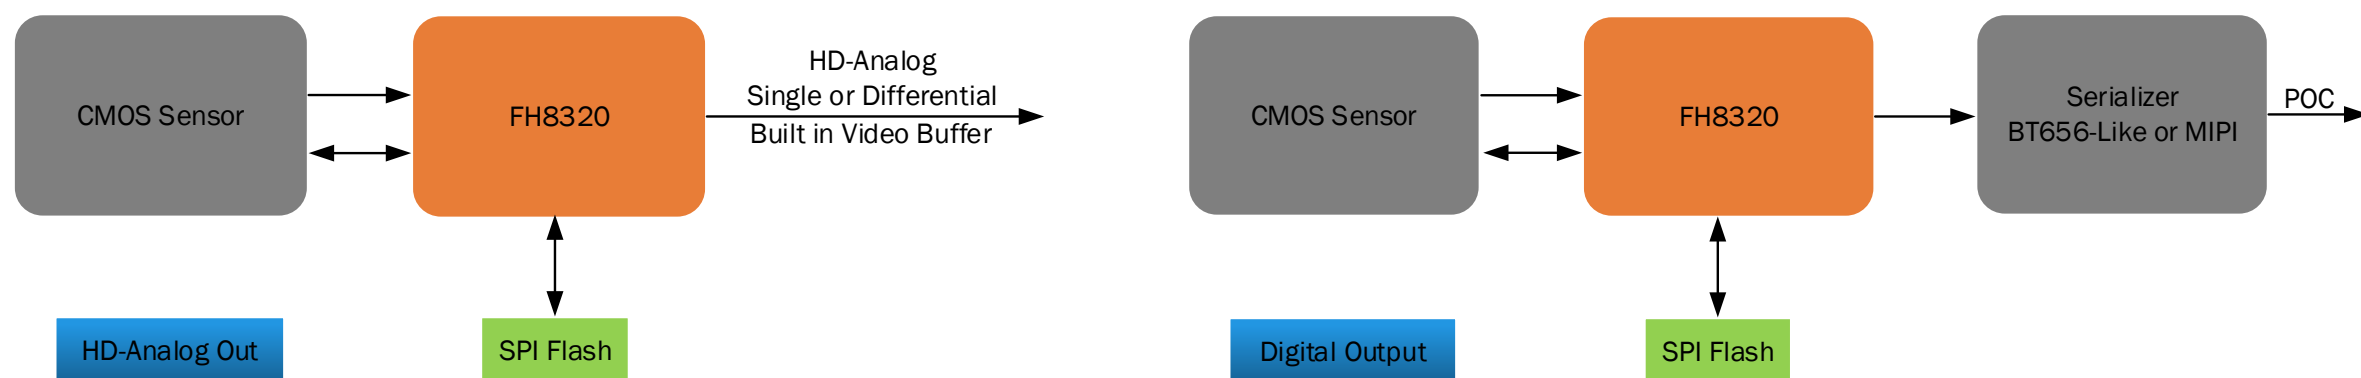 CMOS Sensor
FH8320
HD-Analog
Single or Differential
Built in Video Buffer
HD-Analog Out
SPI Flash
CMOS Sensor
FH8320
Serializer
BT656-Like or MIPI
POC
Digital Output
SPI Flash